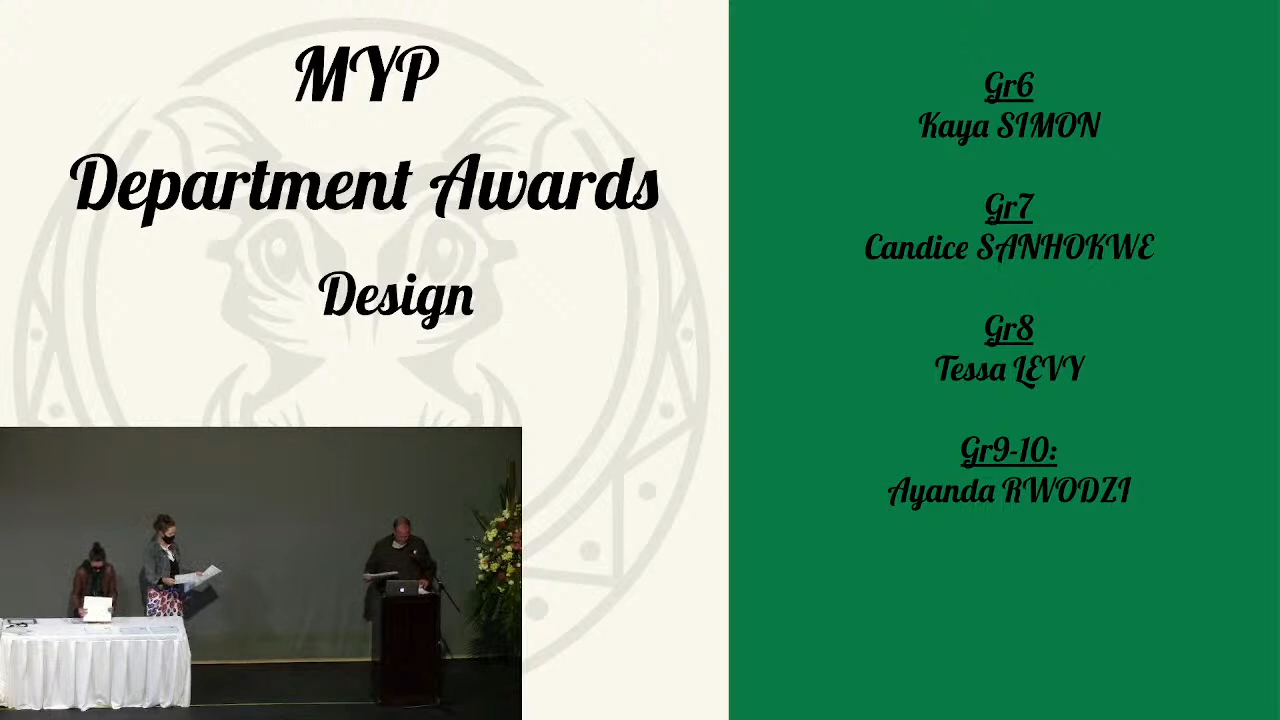 MYP
Department Awards
Design
Gr6
Kaya SIMON
Gr7
Candice SANHOKWE
Gr8
Tessa LEVY
Gr9-10:
Ayanda RWODZI